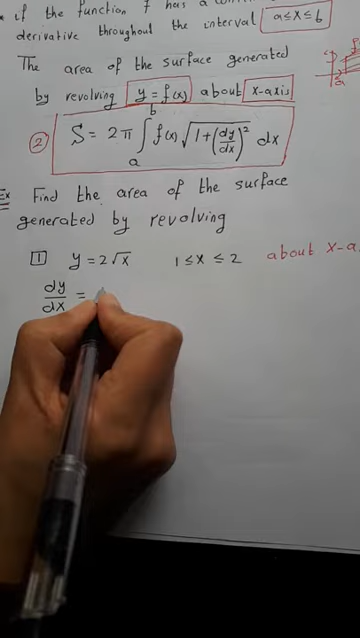 if the function f has a
derivative throughout the interval a≤x≤b
The area of the surface generated
by revolving y = f(x) about x-axis
② S = 2π ∫_a^b f(x) √(1+(dy/dx)²) dx
Ex Find the area of the surface
generated by revolving
1 y = 2√x 1 ≤ x ≤ 2 about x-a
dy/dx =